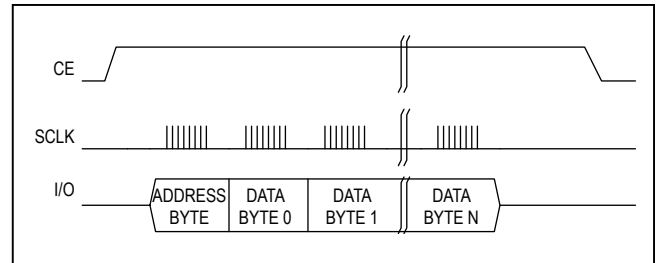 CE
SCLK
I/O
ADDRESS
BYTE
DATA
BYTE 0
DATA
BYTE 1
DATA
BYTE N